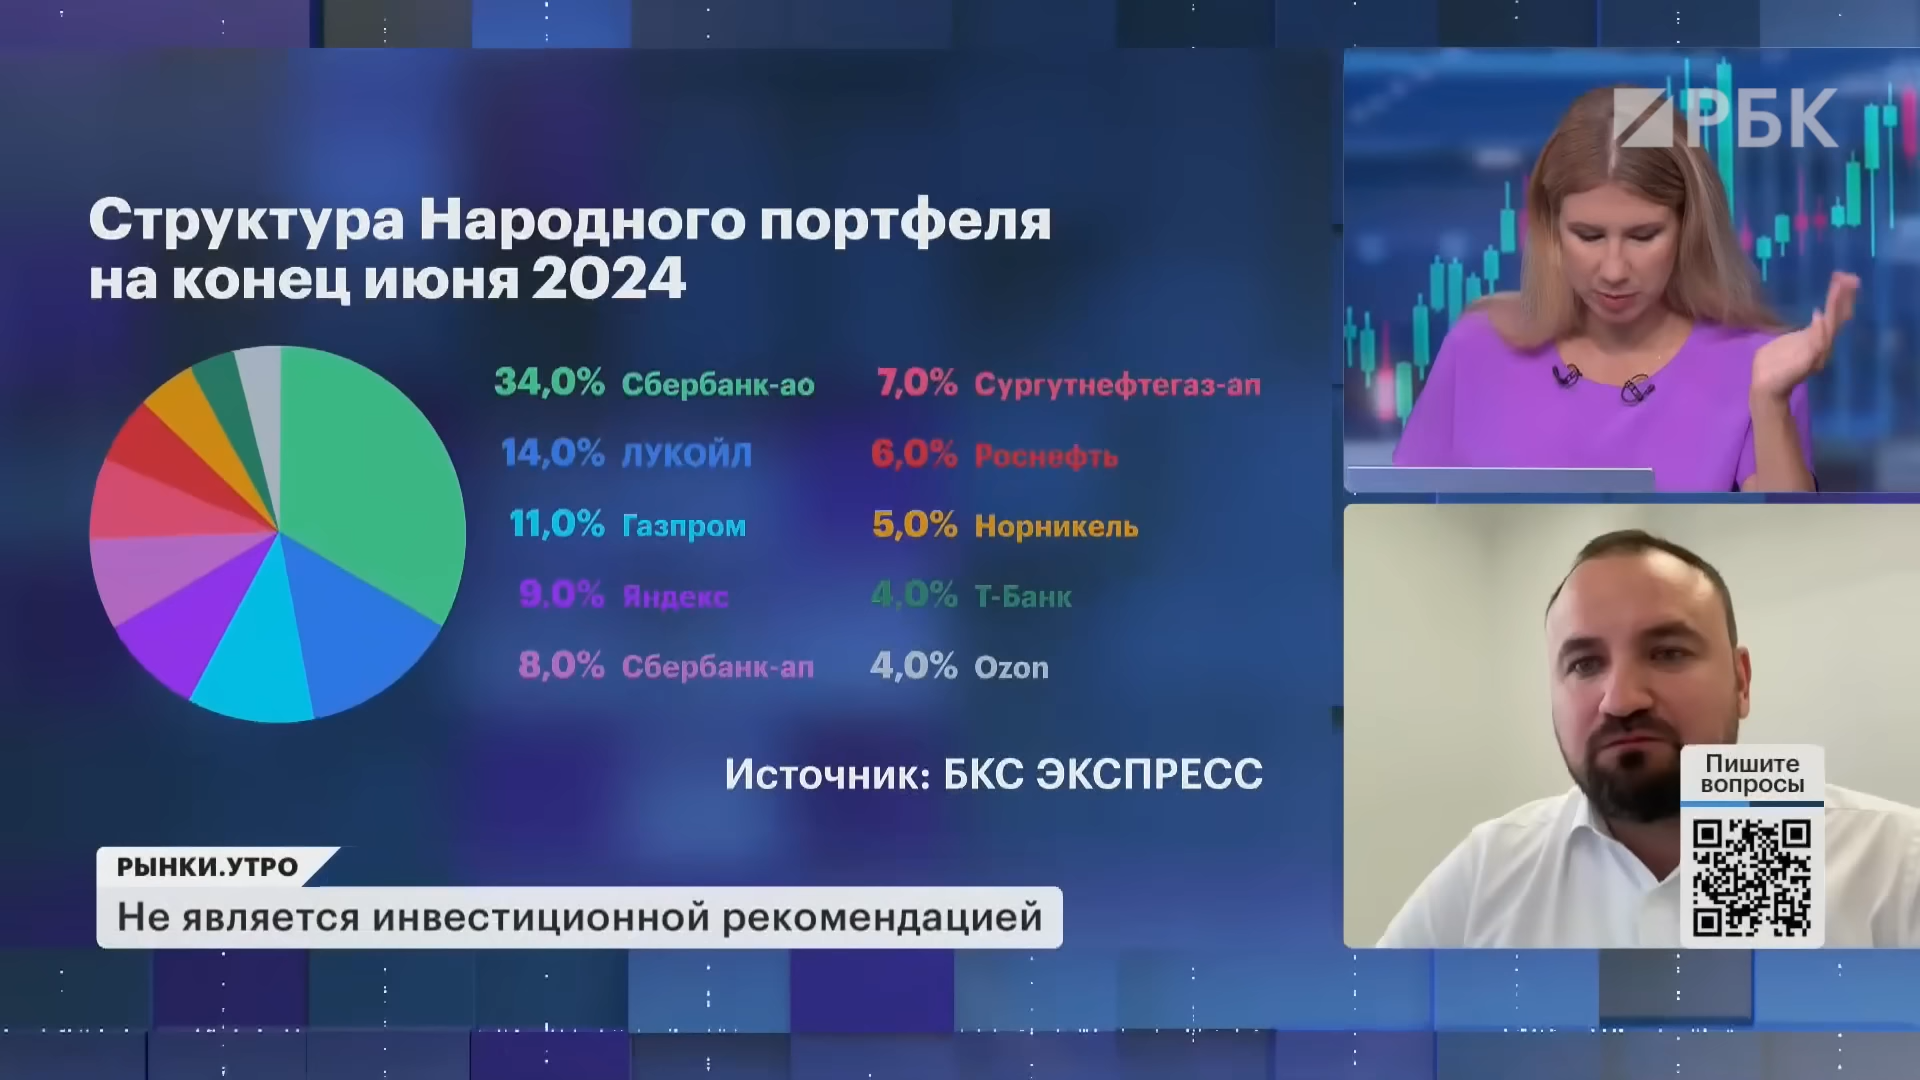 Структура Народного портфеля
на конец июня 2024
34,0% Сбербанк-ао
14,0% ЛУКОЙЛ
11,0% Газпром
9.0% Яндекс
8,0% Сбербанк-ап
7,0% Сургутнефтегаз-ап
6,0% Роснефть
5,0% Норникель
4,0% Т-Банк
4,0% Ozon
Источник: БКС ЭКСПРЕСС
РЫНКИ.УТРО
Не является инвестиционной рекомендацией
РБК
Пишите
вопросы